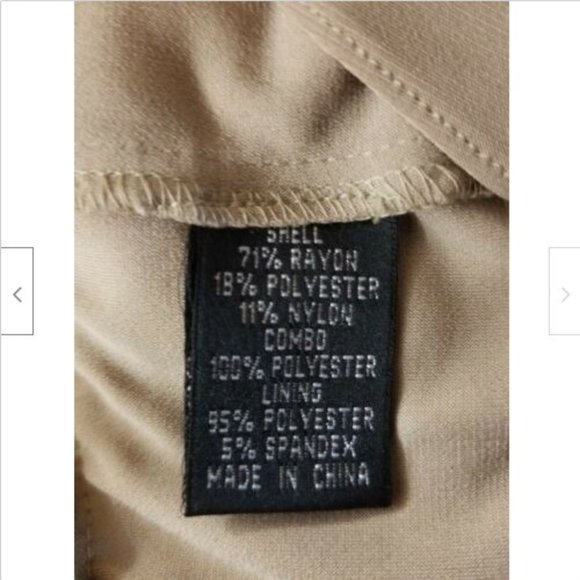 SHELL
71% RAYON
18% POLYESTER
11% NYLON
COMBO
100% POLYESTER
LINING
95% POLYESTER
5% SPANDEX
MADE IN CHINA